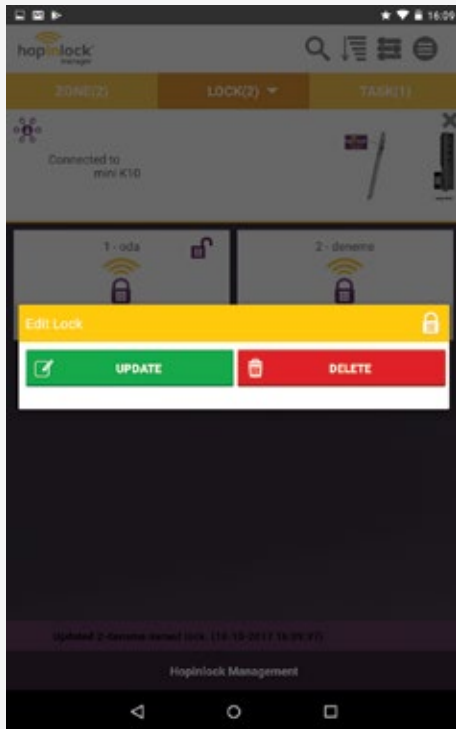 16:09
hopinlock
manager
ZONE(2)
LOCK(2)
TASK(1)
Connected to
mini K10
1 - oda
2 - deneme
Edit Lock
UPDATE
DELETE
Updated 2-deneme named lock. (16-10-2017 16:09:07)
Hopinlock Management